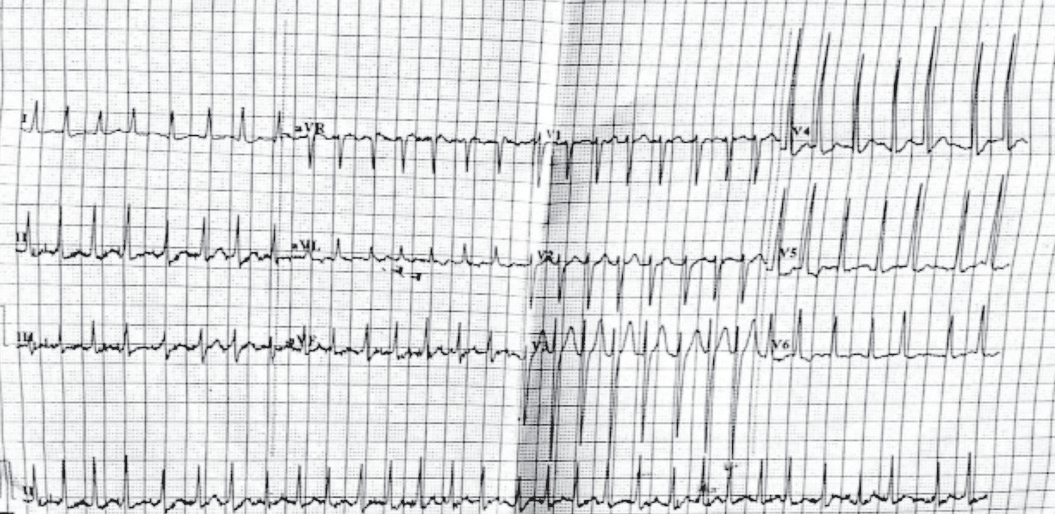 I aVR V1 V4
II aVL V2 V5
III aVF V3 V6
II